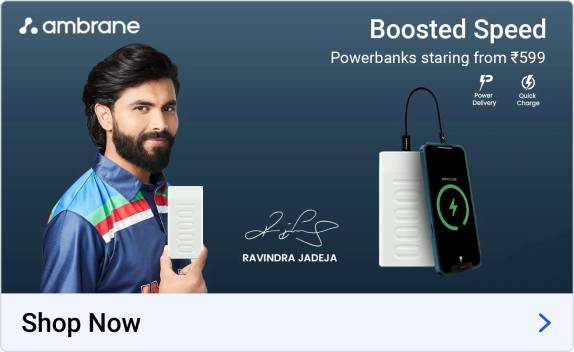 ambrane
Boosted Speed
Powerbanks staring from ₹599
Power
Delivery
Quick
Charge
RAVINDRA JADEJA
Shop Now